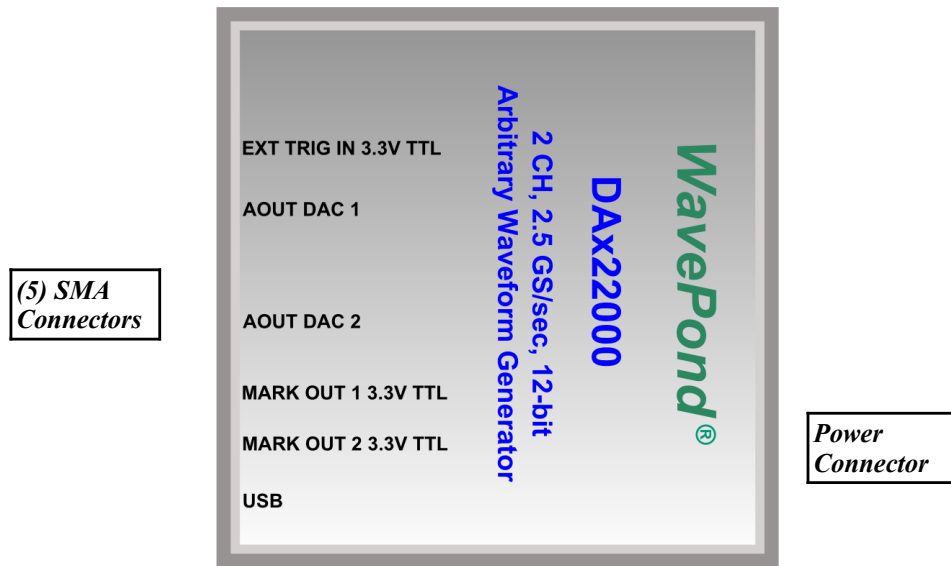 EXT TRIG IN 3.3V TTL
AOUT DAC 1
(5) SMA
Connectors
AOUT DAC 2
MARK OUT 1 3.3V TTL
MARK OUT 2 3.3V TTL
USB
WavePond®
DAx22000
2 CH, 2.5 GS/sec, 12-bit
Arbitrary Waveform Generator
Power
Connector